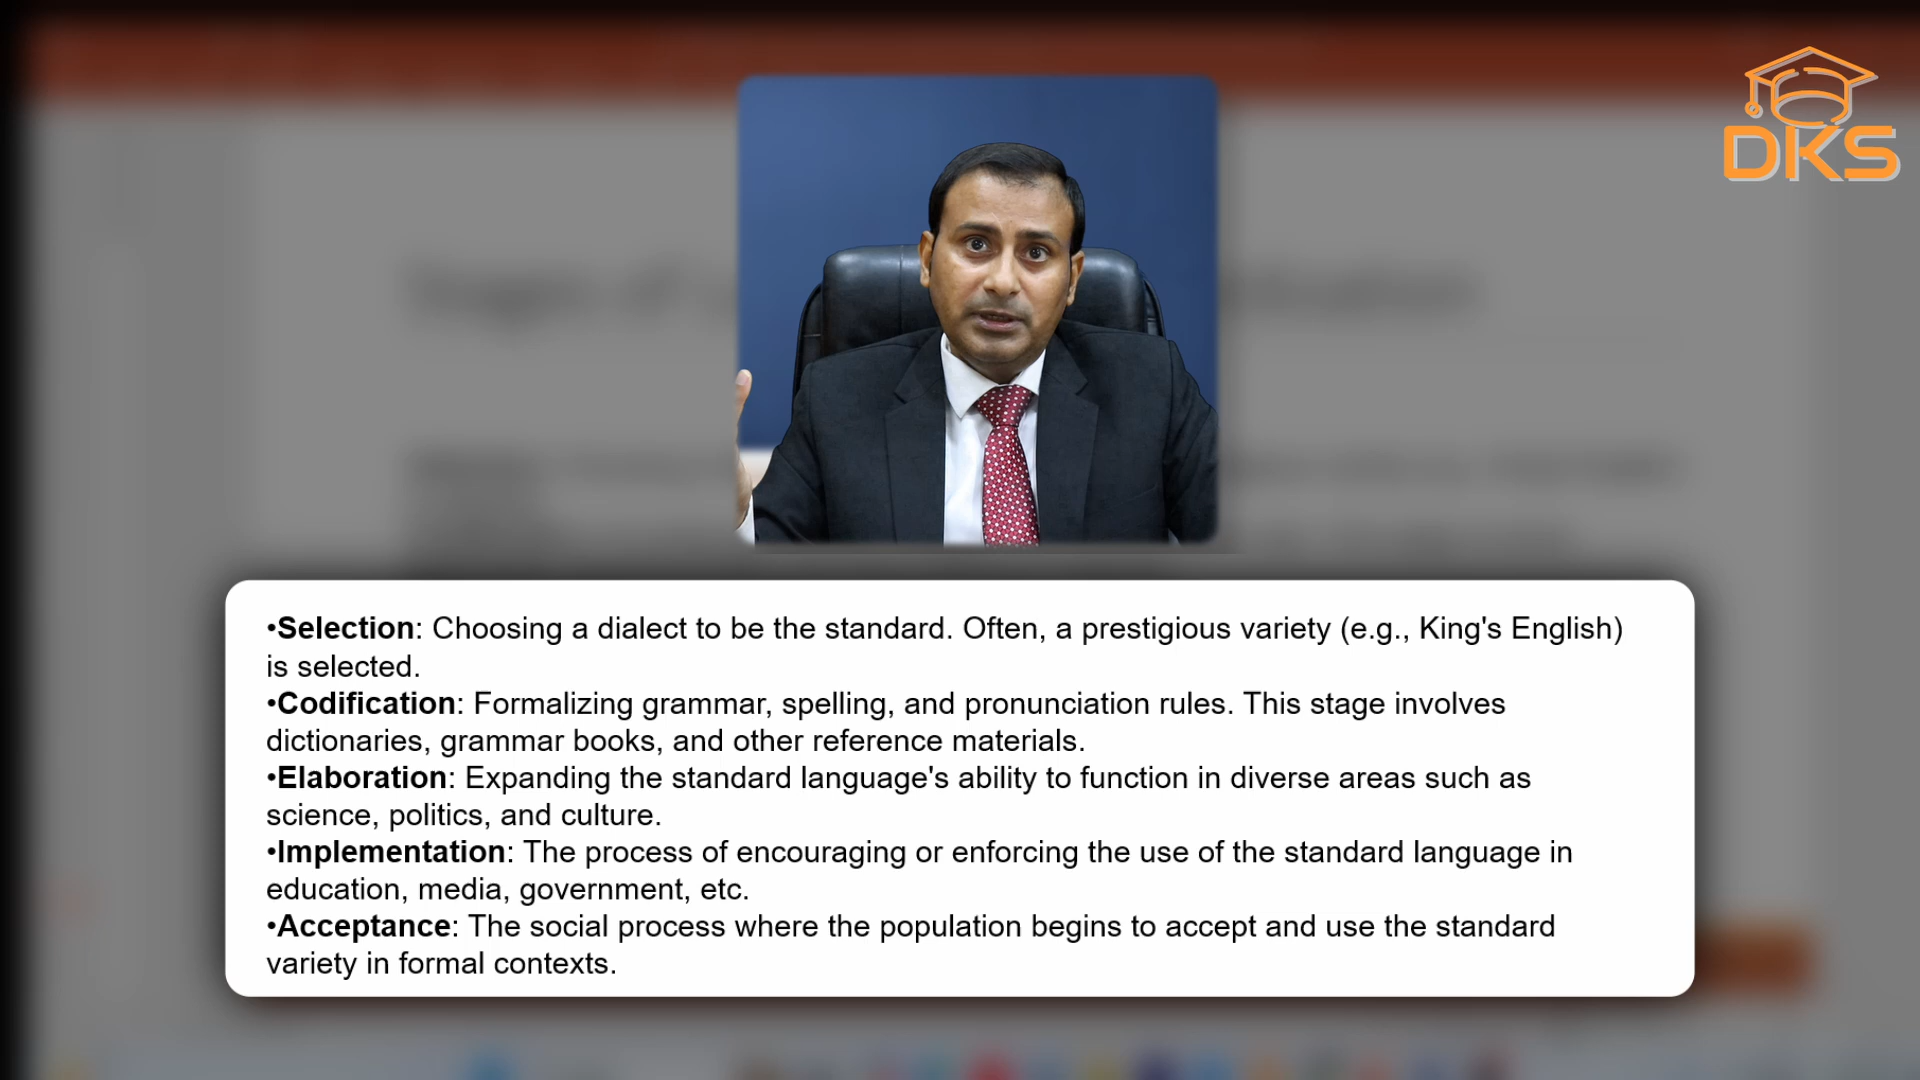 DKS
•Selection: Choosing a dialect to be the standard. Often, a prestigious variety (e.g., King's English)
is selected.
•Codification: Formalizing grammar, spelling, and pronunciation rules. This stage involves
dictionaries, grammar books, and other reference materials.
•Elaboration: Expanding the standard language's ability to function in diverse areas such as
science, politics, and culture.
•Implementation: The process of encouraging or enforcing the use of the standard language in
education, media, government, etc.
•Acceptance: The social process where the population begins to accept and use the standard
variety in formal contexts.